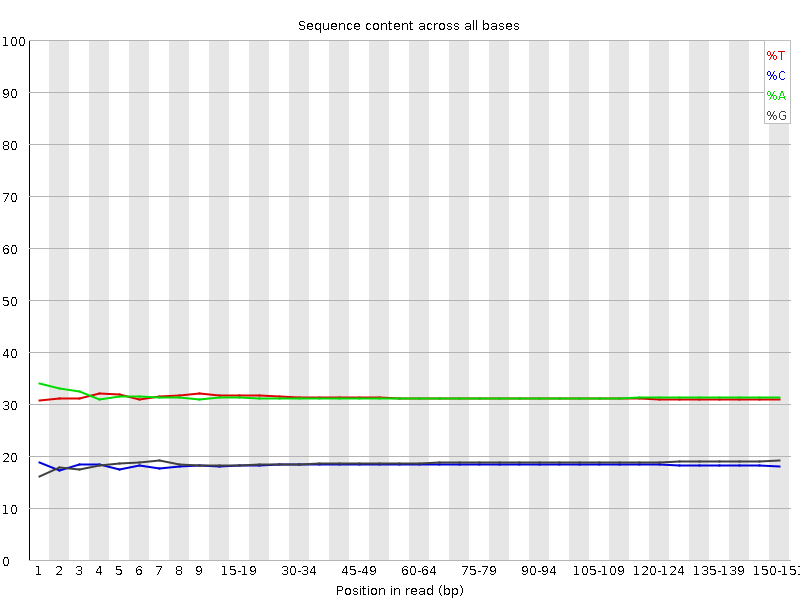 Sequence content across all bases
100
90
80
70
60
50
40
30
20
10
0
%T
%C
%A
%G
1 2 3 4 5 6 7 8 9 15-19 30-34 45-49 60-64 75-79 90-94 105-109 120-124 135-139 150-151
Position in read (bp)